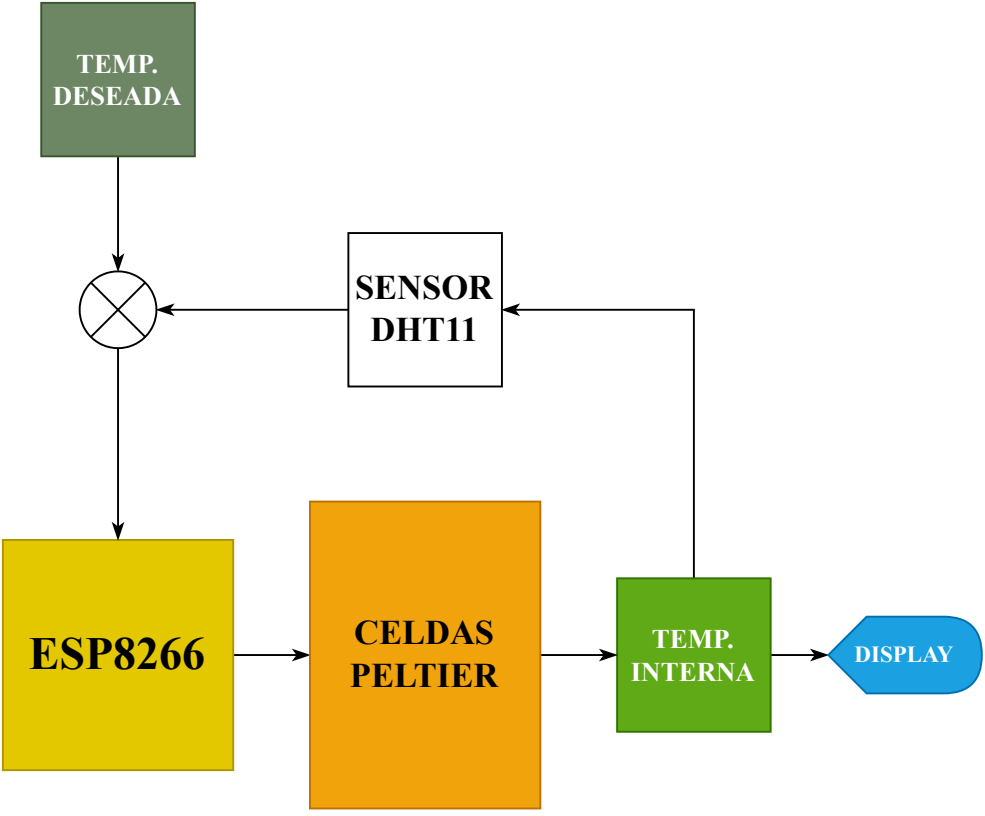 TEMP.
DESEADA
SENSOR
DHT11
ESP8266
CELDAS
PELTIER
TEMP.
INTERNA
DISPLAY